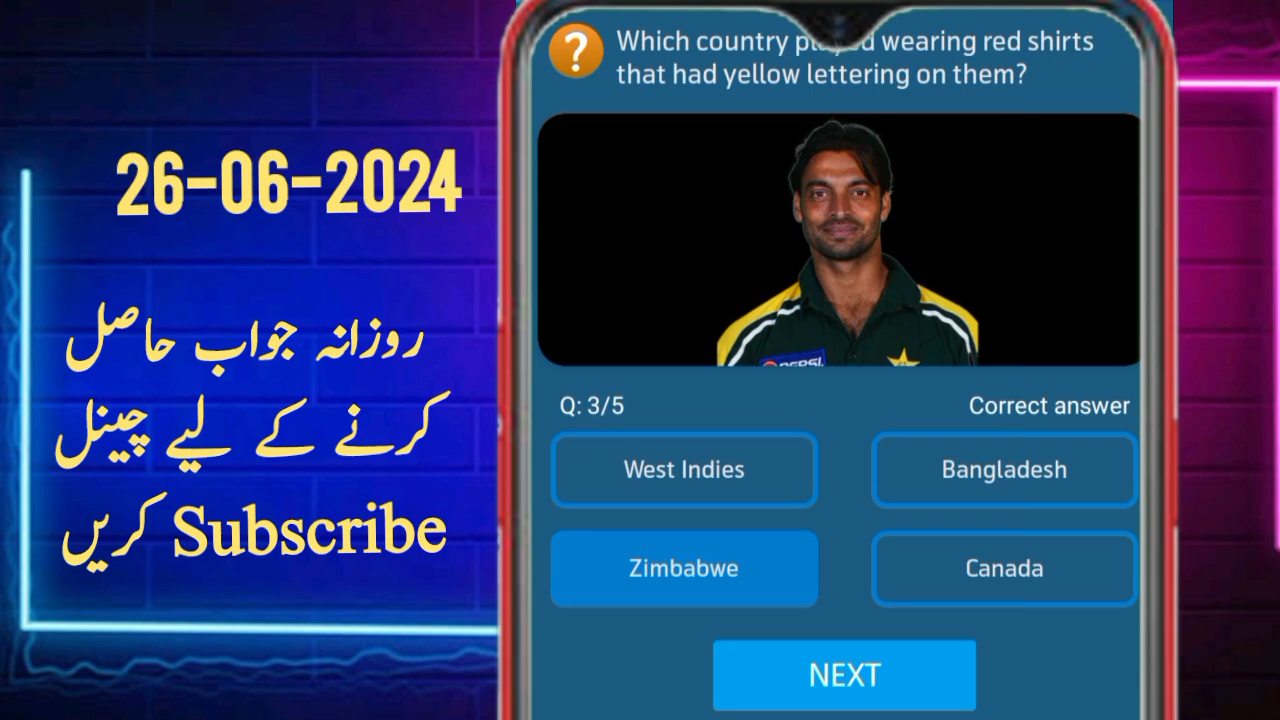 26-06-2024
روزانہ جواب حاصل
کرنے کے لیے چینل
Subscribe کریں
? Which country played wearing red shirts
that had yellow lettering on them?
PEPSI
Q: 3/5
Correct answer
West Indies
Bangladesh
Zimbabwe
Canada
NEXT